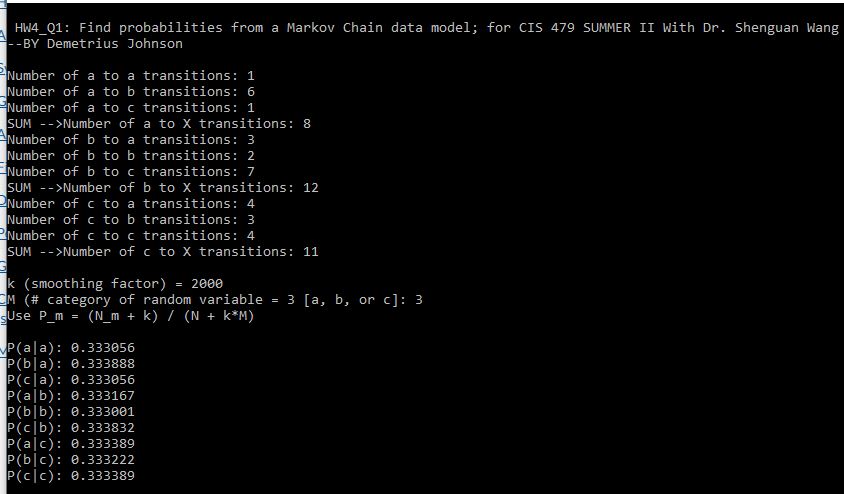 HW4_Q1: Find probabilities from a Markov Chain data model; for CIS 479 SUMMER II With Dr. Shenguan Wang
--BY Demetrius Johnson
Number of a to a transitions: 1
Number of a to b transitions: 6
Number of a to c transitions: 1
SUM -->Number of a to X transitions: 8
Number of b to a transitions: 3
Number of b to b transitions: 2
Number of b to c transitions: 7
SUM -->Number of b to X transitions: 12
Number of c to a transitions: 4
Number of c to b transitions: 3
Number of c to c transitions: 4
SUM -->Number of c to X transitions: 11
k (smoothing factor) = 2000
M (# category of random variable = 3 [a, b, or c]: 3
Use P_m = (N_m + k) / (N + k*M)
P(a|a): 0.333056
P(b|a): 0.333888
P(c|a): 0.333056
P(a|b): 0.333167
P(b|b): 0.333001
P(c|b): 0.333832
P(a|c): 0.333389
P(b|c): 0.333222
P(c|c): 0.333389